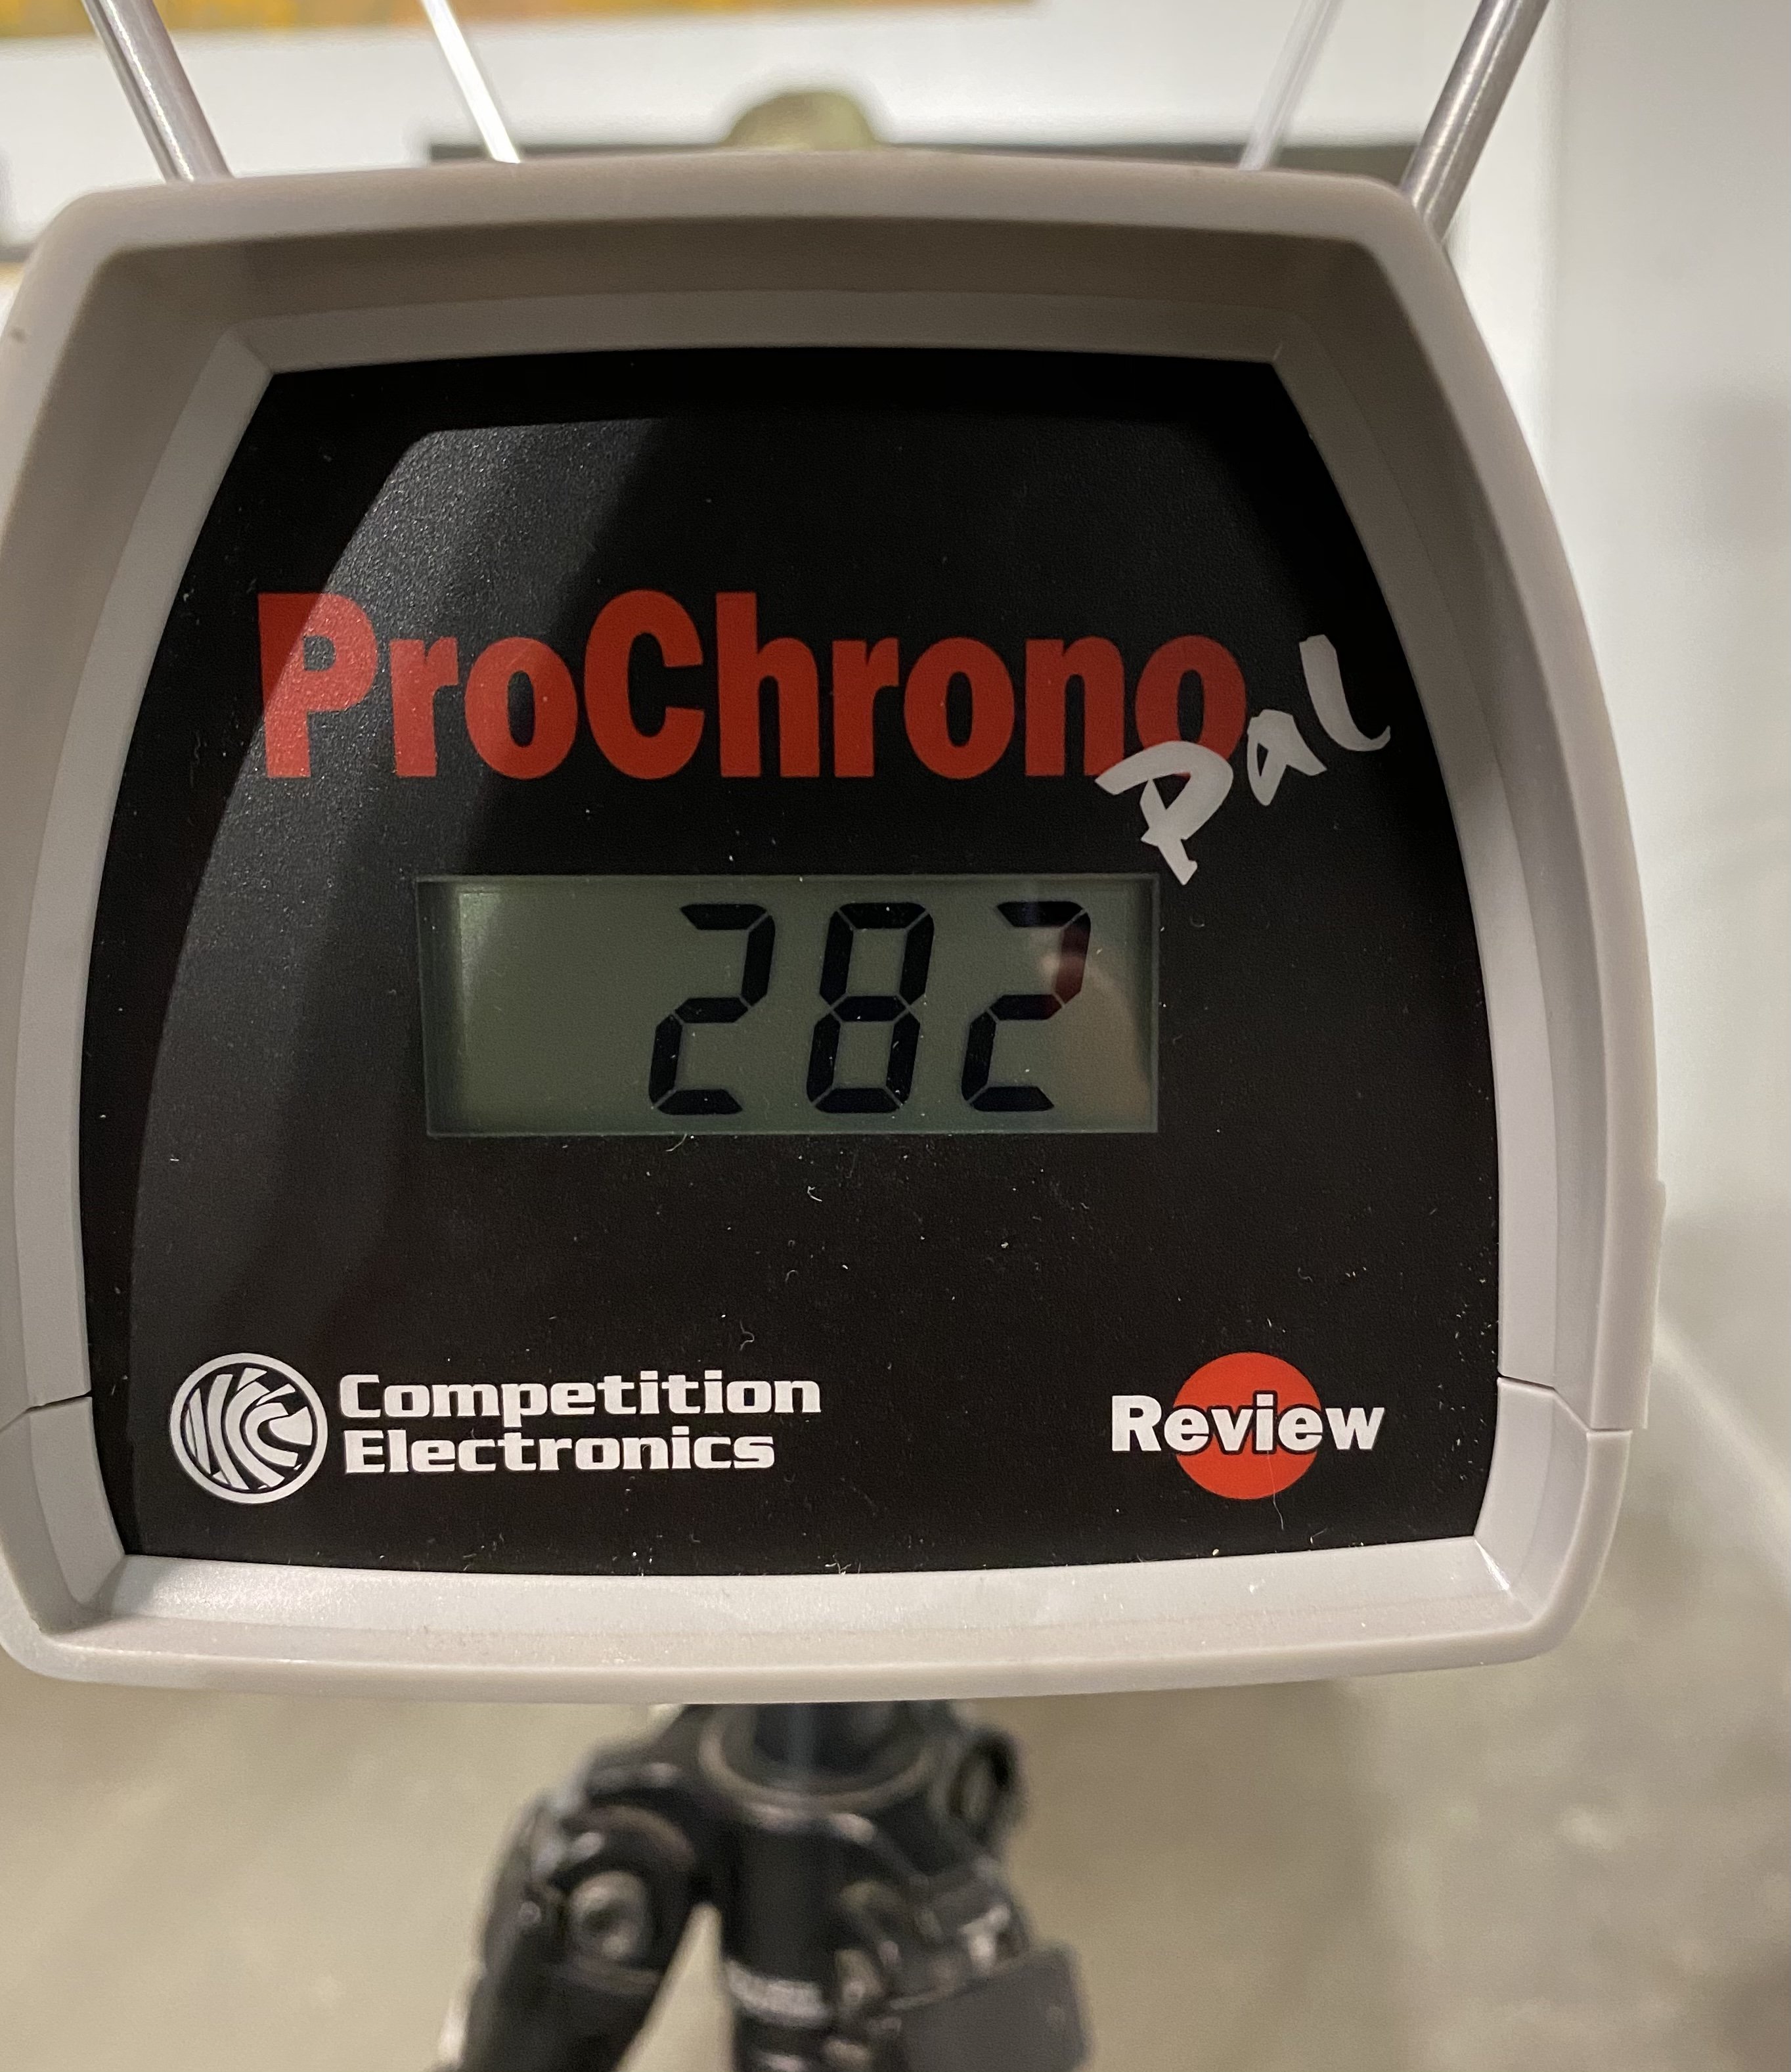 ProChrono
Pal
282
Competition
Electronics
Review